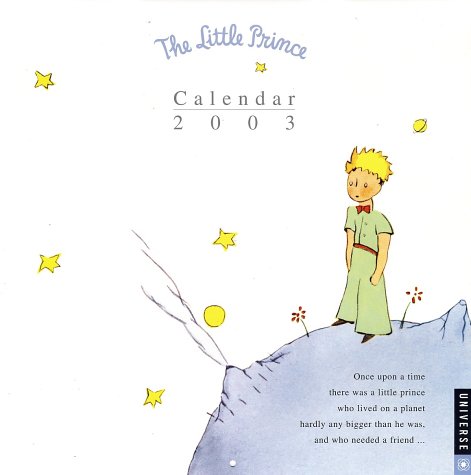 The Little Prince
Calendar
2003
Once upon a time
there was a little prince
who lived on a planet
hardly any bigger than he was,
and who needed a friend ...
UNIVERSE